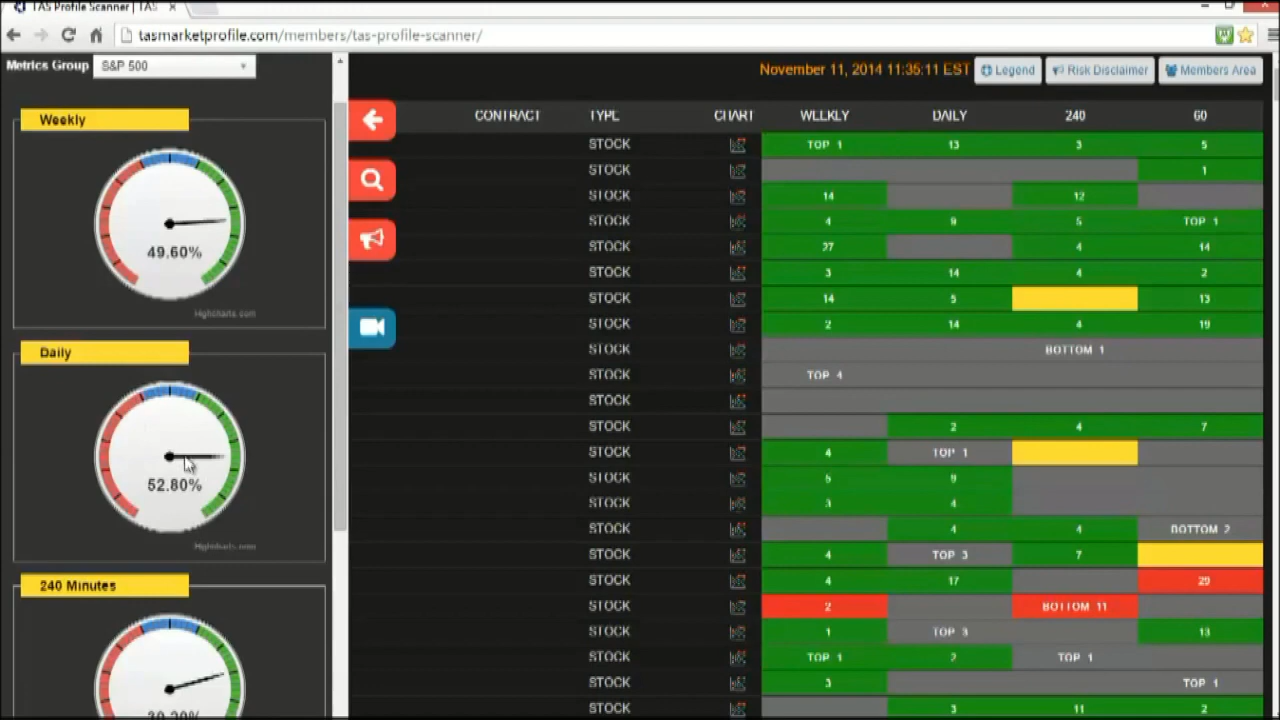 TAS Profile Scanner | TAS
tasmarketprofile.com/members/tas-profile-scanner/
Metrics Group S&P 500
November 11, 2014 11:35:11 EST Legend Risk Disclaimer Members Area
Weekly
49.60%
Highcharts.com
Daily
52.80%
Highcharts.com
240 Minutes
CONTRACT TYPE CHART WEEKLY DAILY 240 60
STOCK TOP 1 13 3 5
STOCK 1
STOCK 14 12
STOCK 4 9 5 TOP 1
STOCK 27 4 14
STOCK 3 14 4 2
STOCK 14 5 13
STOCK 2 14 4 19
STOCK BOTTOM 1
STOCK TOP 4
STOCK
STOCK 2 4 7
STOCK 4 TOP 1
STOCK 5 9
STOCK 3 4
STOCK 4 4 BOTTOM 2
STOCK 4 TOP 3 7
STOCK 4 17 29
STOCK 2 BOTTOM 11
STOCK 1 TOP 3 13
STOCK TOP 1 2 TOP 1
STOCK 3 TOP 1
STOCK 3 11 2